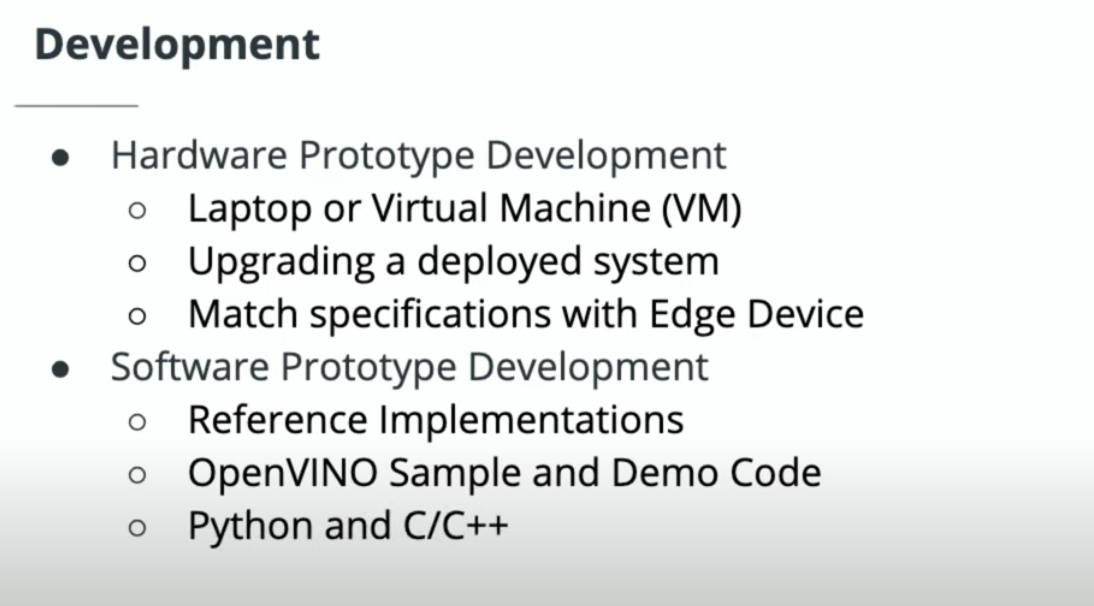 Development
● Hardware Prototype Development
○ Laptop or Virtual Machine (VM)
○ Upgrading a deployed system
○ Match specifications with Edge Device
● Software Prototype Development
○ Reference Implementations
○ OpenVINO Sample and Demo Code
○ Python and C/C++